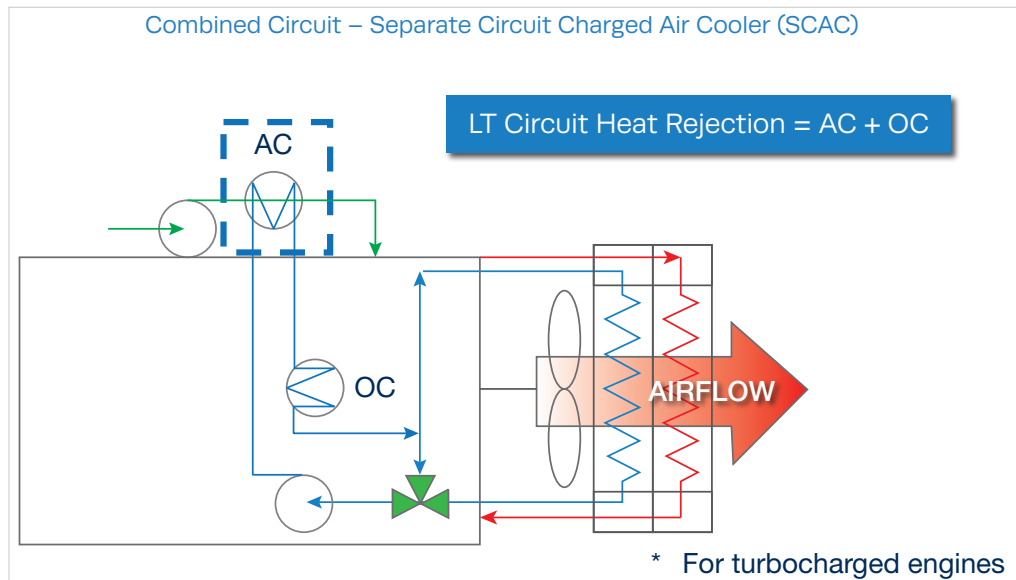 Combined Circuit – Separate Circuit Charged Air Cooler (SCAC)
LT Circuit Heat Rejection = AC + OC
AC
OC
AIRFLOW
* For turbocharged engines